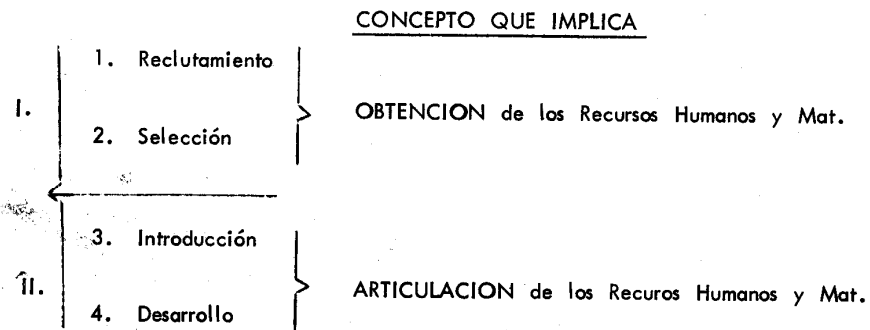 CONCEPTO QUE IMPLICA
1. Reclutamiento
I. OBTENCION de los Recursos Humanos y Mat.
2. Selección
3. Introducción
II. ARTICULACION de los Recuros Humanos y Mat.
4. Desarrollo